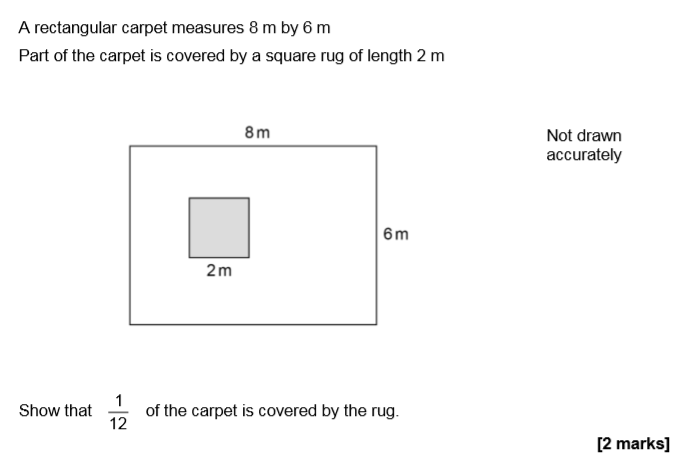 A rectangular carpet measures 8 m by 6 m
Part of the carpet is covered by a square rug of length 2 m
8 m
Not drawn
accurately
6 m
2 m
Show that 1/12 of the carpet is covered by the rug.
[2 marks]